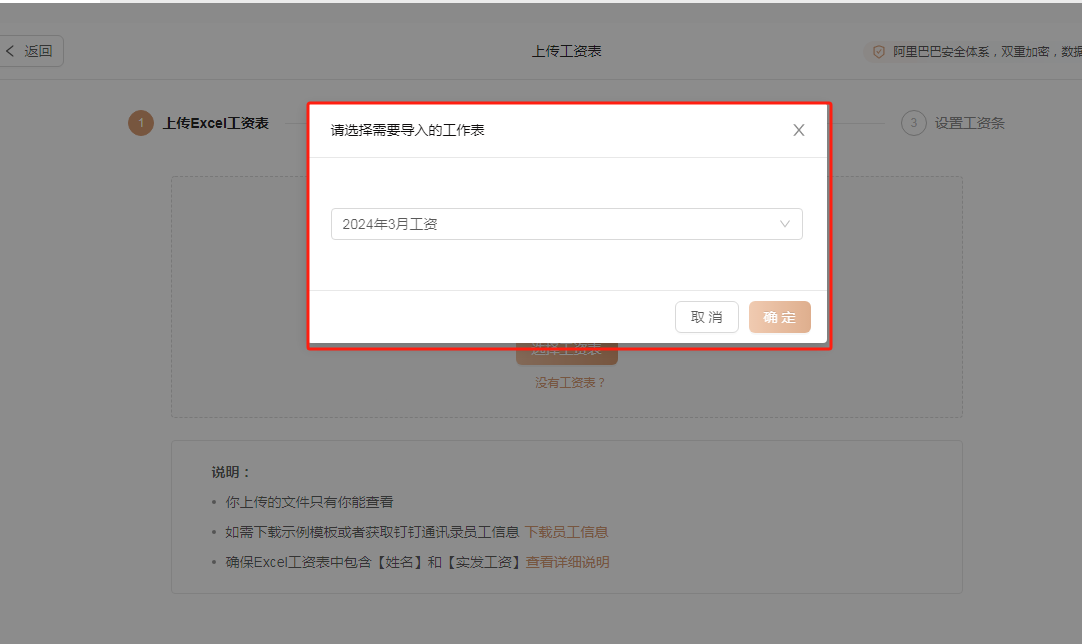 返回
上传工资表
阿里巴巴安全体系，双重加密，数据
1 上传Excel工资表
3 设置工资条
请选择需要导入的工作表
2024年3月工资
取 消
确 定
选择工资表
没有工资表？
说明：
• 你上传的文件只有你能查看
• 如需下载示例模板或者获取钉钉通讯录员工信息 下载员工信息
• 确保Excel工资表中包含【姓名】和【实发工资】查看详细说明